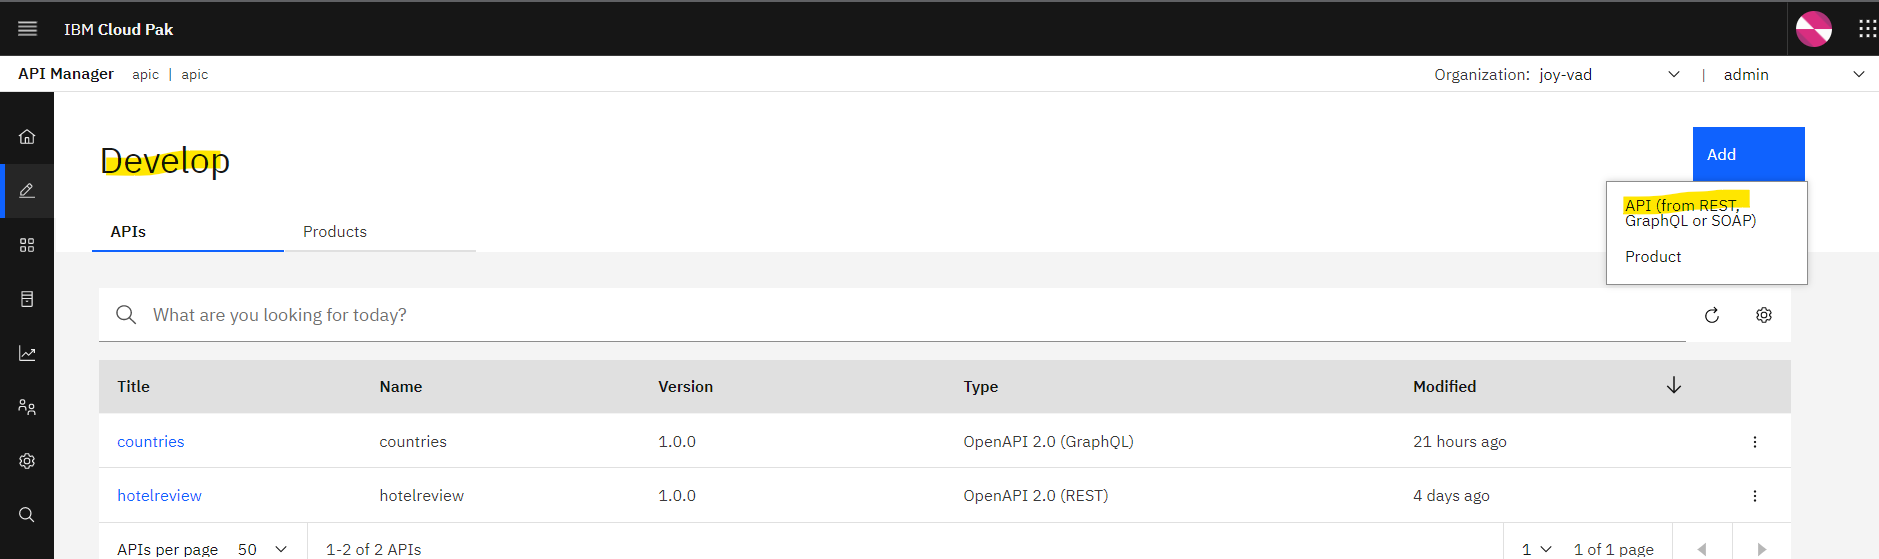 IBM Cloud Pak
API Manager apic | apic Organization: joy-vad | admin
Develop
Add
API (from REST,
GraphQL or SOAP)
Product
APIs Products
What are you looking for today?
Title Name Version Type Modified
countries countries 1.0.0 OpenAPI 2.0 (GraphQL) 21 hours ago
hotelreview hotelreview 1.0.0 OpenAPI 2.0 (REST) 4 days ago
APIs per page 50 1-2 of 2 APIs 1 1 of 1 page